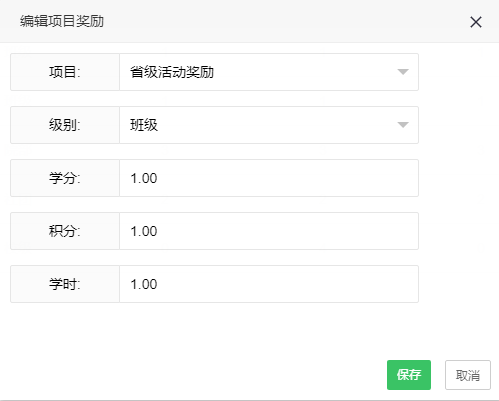 编辑项目奖励
项目: 省级活动奖励
级别: 班级
学分: 1.00
积分: 1.00
学时: 1.00
保存 取消